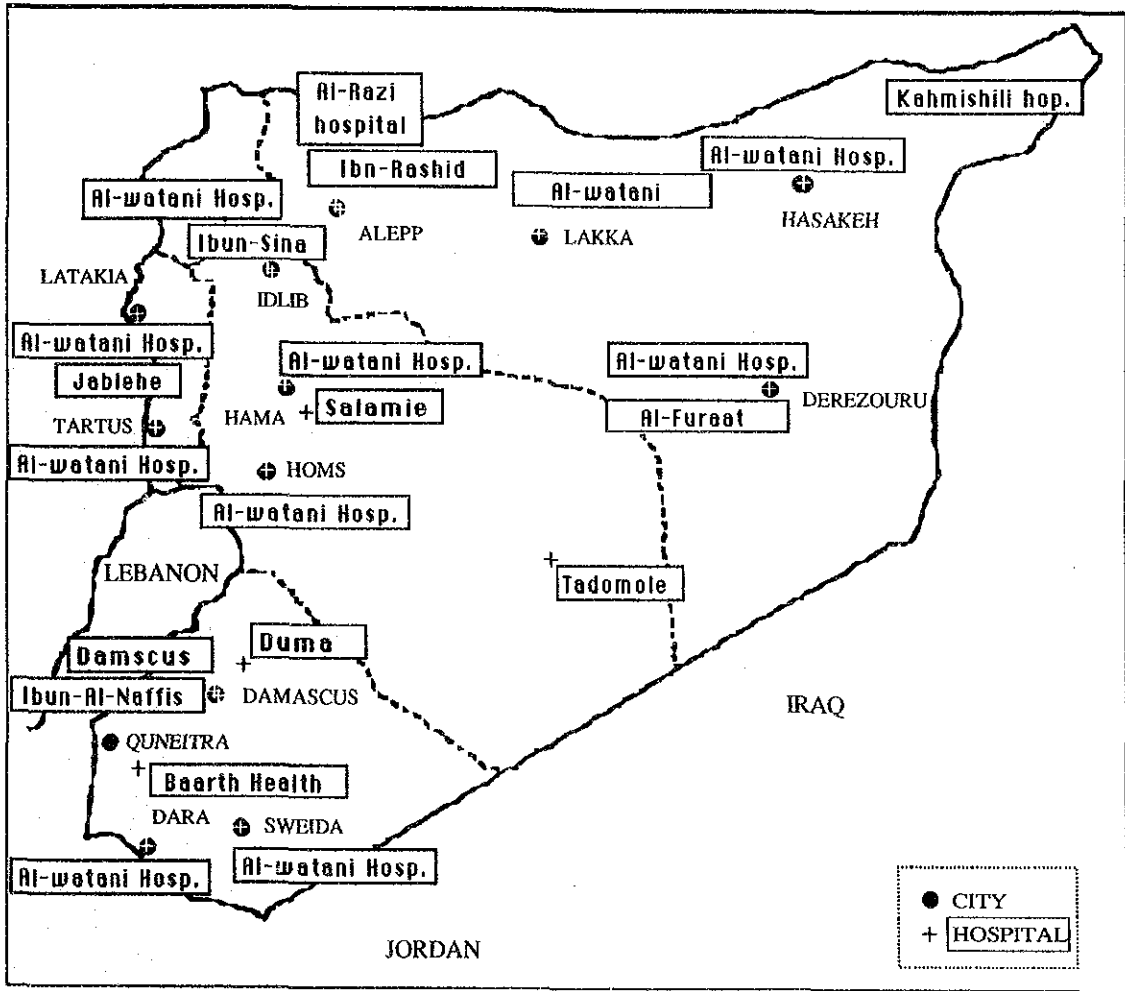 Al-Razi
hospital
Kahmishili hop.
Ibn-Rashid
Al-watani Hosp.
Al-watani
Al-watani Hosp.
ALEPP
LAKKA
HASAKEH
Ibun-Sina
LATAKIA
IDLIB
Al-watani Hosp.
Al-watani Hosp.
Al-watani Hosp.
Jablehe
HAMA
Salamie
Al-Furaat
DEREZOURU
TARTUS
Al-watani Hosp.
HOMS
Al-watani Hosp.
LEBANON
Tadomole
Duma
Damscus
Ibun-Al-Naffis
DAMASCUS
IRAQ
QUNEITRA
Baarth Health
DARA
SWEIDA
Al-watani Hosp.
Al-watani Hosp.
CITY
HOSPITAL
JORDAN